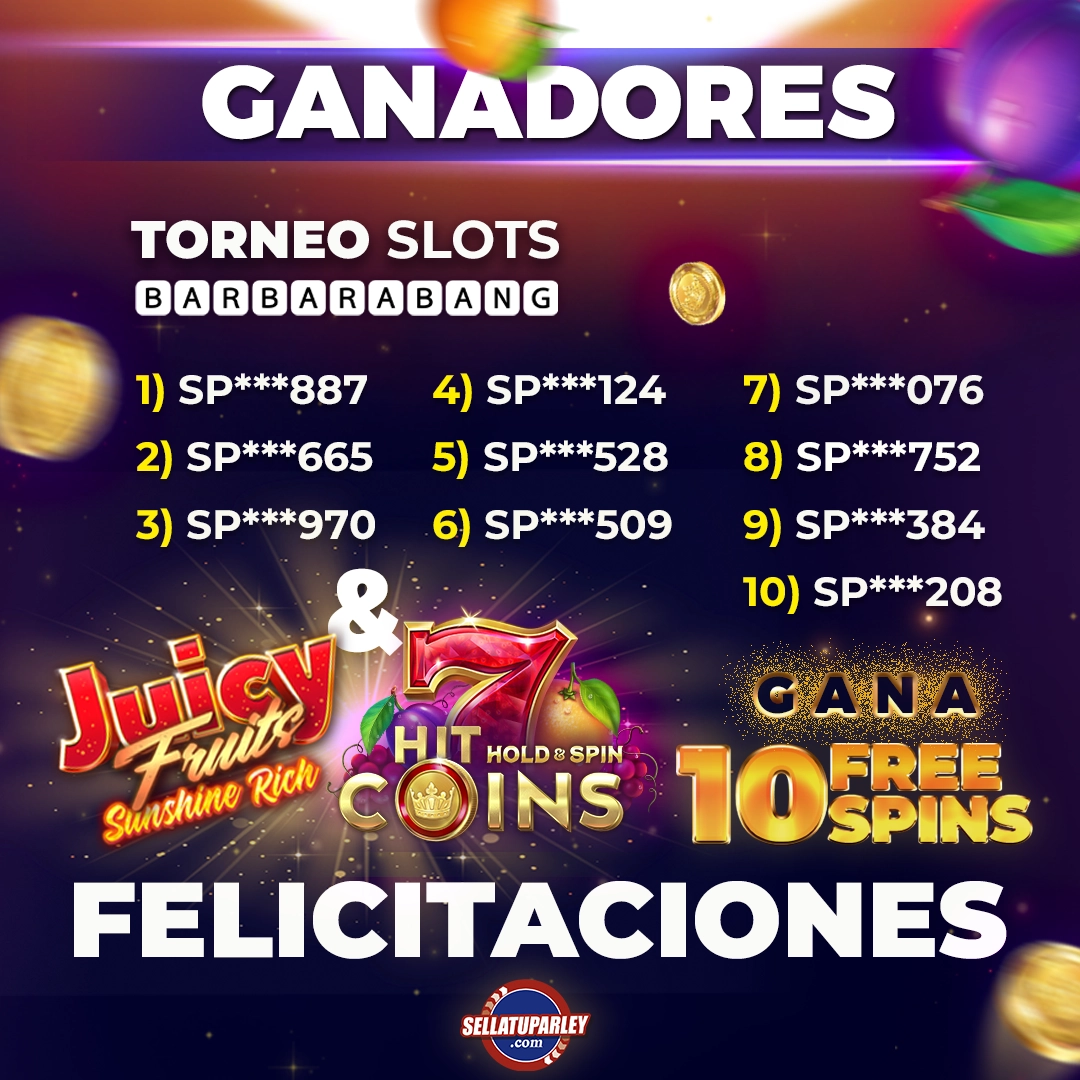 GANADORES
TORNEO SLOTS
BARBARABANG
1) SP***887
2) SP***665
3) SP***970
4) SP***124
5) SP***528
6) SP***509
7) SP***076
8) SP***752
9) SP***384
10) SP***208
&
Juicy
Fruits
Sunshine Rich
7
HIT HOLD & SPIN
COINS
GANA
10 FREE
SPINS
FELICITACIONES
SELLATUPARLEY
.com